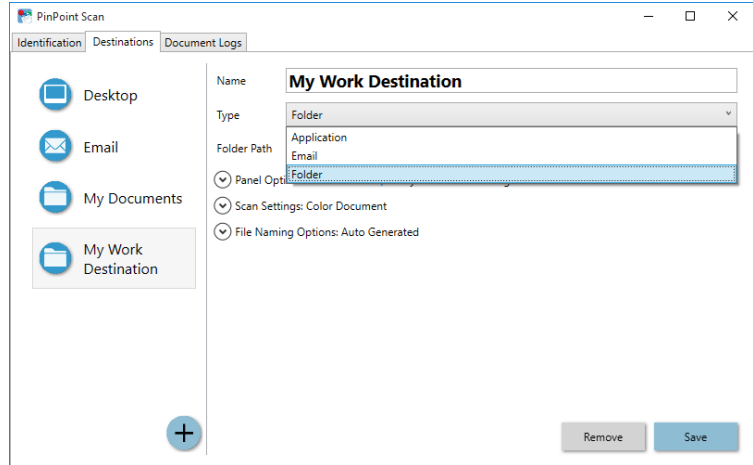 PinPoint Scan
Identification Destinations Document Logs
Desktop
Email
My Documents
My Work
Destination
Name My Work Destination
Type Folder
Application
Email
Folder
Folder Path
Panel
Scan Settings: Color Document
File Naming Options: Auto Generated
+
Remove Save